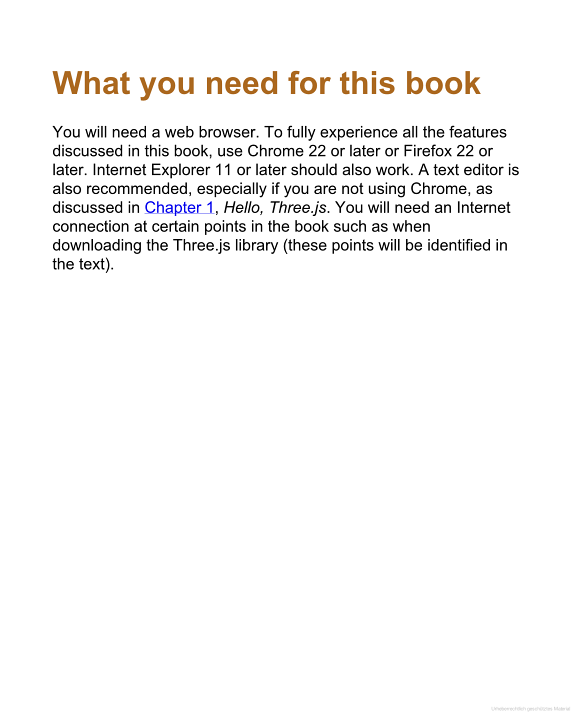 What you need for this book
You will need a web browser. To fully experience all the features
discussed in this book, use Chrome 22 or later or Firefox 22 or
later. Internet Explorer 11 or later should also work. A text editor is
also recommended, especially if you are not using Chrome, as
discussed in Chapter 1, Hello, Three.js. You will need an Internet
connection at certain points in the book such as when
downloading the Three.js library (these points will be identified in
the text).
Urheberrechtlich geschütztes Material